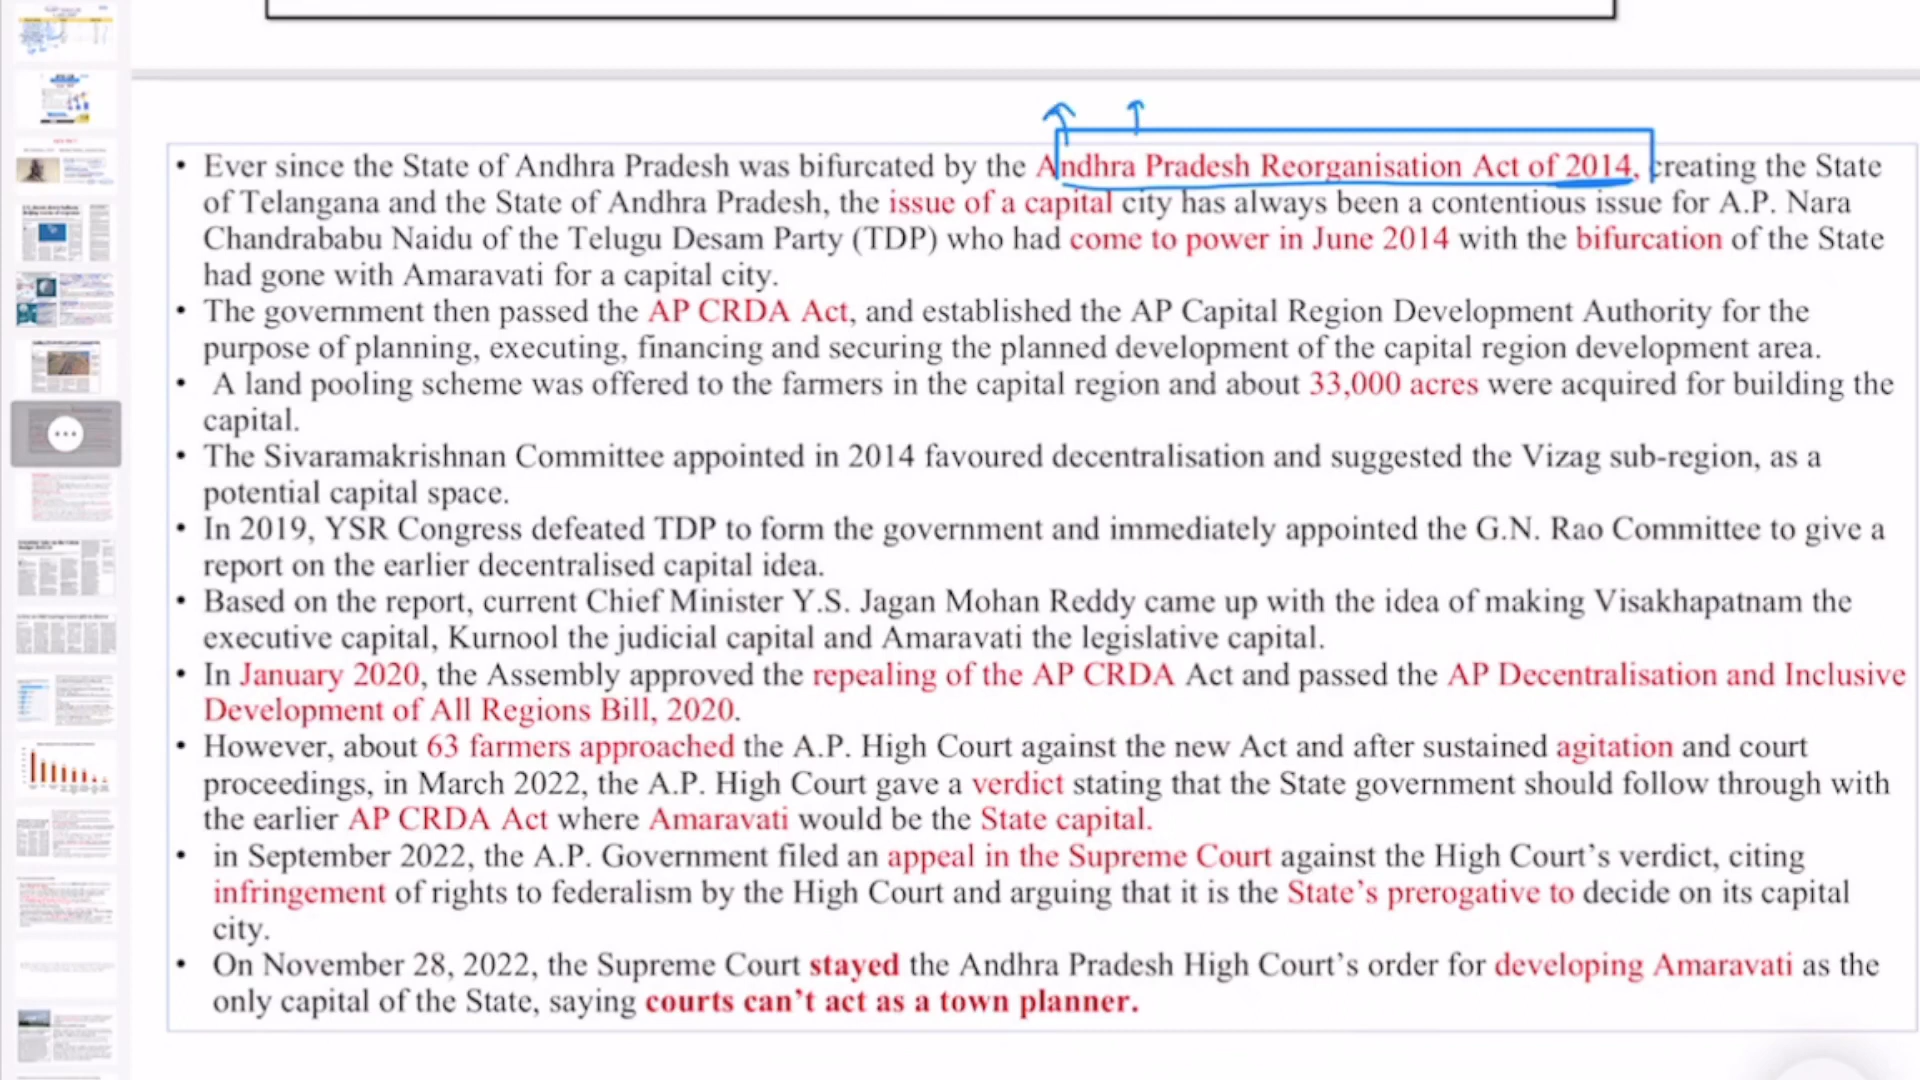 • Ever since the State of Andhra Pradesh was bifurcated by the Andhra Pradesh Reorganisation Act of 2014, creating the State
of Telangana and the State of Andhra Pradesh, the issue of a capital city has always been a contentious issue for A.P. Nara
Chandrababu Naidu of the Telugu Desam Party (TDP) who had come to power in June 2014 with the bifurcation of the State
had gone with Amaravati for a capital city.
• The government then passed the AP CRDA Act, and established the AP Capital Region Development Authority for the
purpose of planning, executing, financing and securing the planned development of the capital region development area.
• A land pooling scheme was offered to the farmers in the capital region and about 33,000 acres were acquired for building the
capital.
• The Sivaramakrishnan Committee appointed in 2014 favoured decentralisation and suggested the Vizag sub-region, as a
potential capital space.
• In 2019, YSR Congress defeated TDP to form the government and immediately appointed the G.N. Rao Committee to give a
report on the earlier decentralised capital idea.
• Based on the report, current Chief Minister Y.S. Jagan Mohan Reddy came up with the idea of making Visakhapatnam the
executive capital, Kurnool the judicial capital and Amaravati the legislative capital.
• In January 2020, the Assembly approved the repealing of the AP CRDA Act and passed the AP Decentralisation and Inclusive
Development of All Regions Bill, 2020.
• However, about 63 farmers approached the A.P. High Court against the new Act and after sustained agitation and court
proceedings, in March 2022, the A.P. High Court gave a verdict stating that the State government should follow through with
the earlier AP CRDA Act where Amaravati would be the State capital.
• in September 2022, the A.P. Government filed an appeal in the Supreme Court against the High Court’s verdict, citing
infringement of rights to federalism by the High Court and arguing that it is the State’s prerogative to decide on its capital
city.
• On November 28, 2022, the Supreme Court stayed the Andhra Pradesh High Court’s order for developing Amaravati as the
only capital of the State, saying courts can’t act as a town planner.